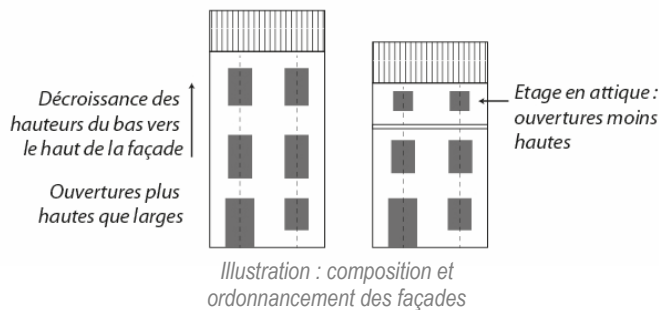 Décroissance des
hauteurs du bas vers
le haut de la façade
Ouvertures plus
hautes que larges
Etage en attique :
ouvertures moins
hautes
Illustration : composition et
ordonnancement des façades